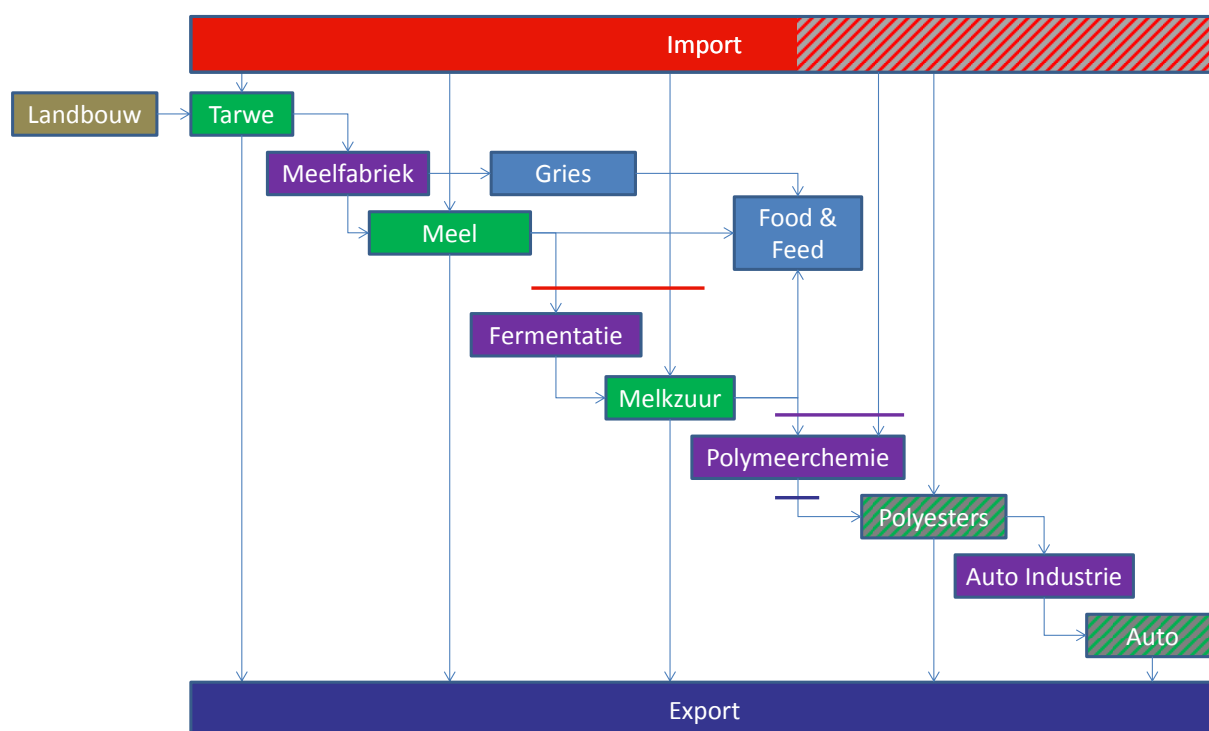 Import
Landbouw
Tarwe
Meelfabriek
Gries
Meel
Food &
Feed
Fermentatie
Melkzuur
Polymeerchemie
Polyesters
Auto Industrie
Auto
Export